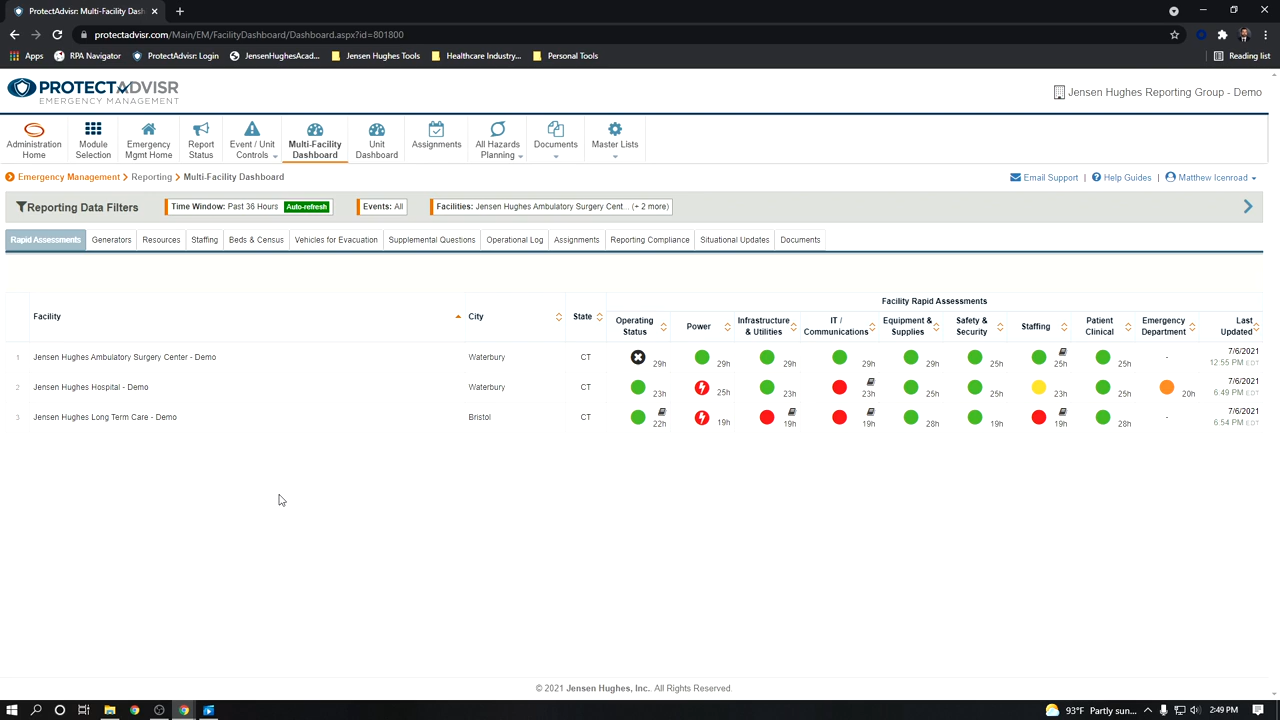 ProtectAdvisr: Multi-Facility Dash
protectadvisr.com/Main/EM/FacilityDashboard/Dashboard.aspx?id=801800
Apps RPA Navigator ProtectAdvisr: Login JensenHughesAcad... Jensen Hughes Tools Healthcare Industry... Personal Tools Reading list
PROTECTADVISR
EMERGENCY MANAGEMENT
Jensen Hughes Reporting Group - Demo
Administration Home
Module Selection
Emergency Mgmt Home
Report Status
Event / Unit Controls
Multi-Facility Dashboard
Unit Dashboard
Assignments
All Hazards Planning
Documents
Master Lists
Emergency Management Reporting Multi-Facility Dashboard
Email Support | Help Guides | Matthew Icenroad
Reporting Data Filters Time Window: Past 36 Hours Auto-refresh Events: All Facilities: Jensen Hughes Ambulatory Surgery Cent... (+ 2 more)
Rapid Assessments Generators Resources Staffing Beds & Census Vehicles for Evacuation Supplemental Questions Operational Log Assignments Reporting Compliance Situational Updates Documents
Facility Rapid Assessments
Facility City State Operating Status Power Infrastructure & Utilities IT / Communications Equipment & Supplies Safety & Security Staffing Patient Clinical Emergency Department Last Updated
1 Jensen Hughes Ambulatory Surgery Center - Demo Waterbury CT 29h 29h 29h 29h 29h 25h 25h 25h - 7/6/2021 12:55 PM EDT
2 Jensen Hughes Hospital - Demo Waterbury CT 23h 25h 23h 23h 25h 25h 24h 25h 20h 7/6/2021 6:49 PM EDT
3 Jensen Hughes Long Term Care - Demo Bristol CT 22h 19h 19h 19h 28h 19h 19h 28h - 7/6/2021 6:54 PM EDT
© 2021 Jensen Hughes, Inc. All Rights Reserved.
93°F Partly sun... 2:49 PM